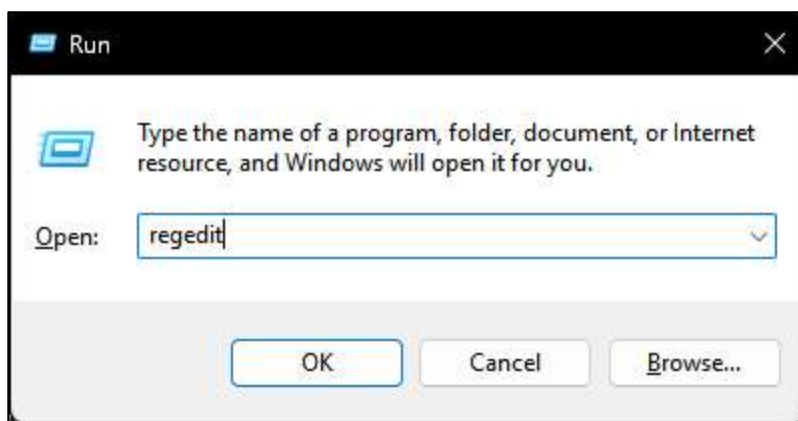 Run
Type the name of a program, folder, document, or Internet
resource, and Windows will open it for you.
Open: regedit
OK Cancel Browse...